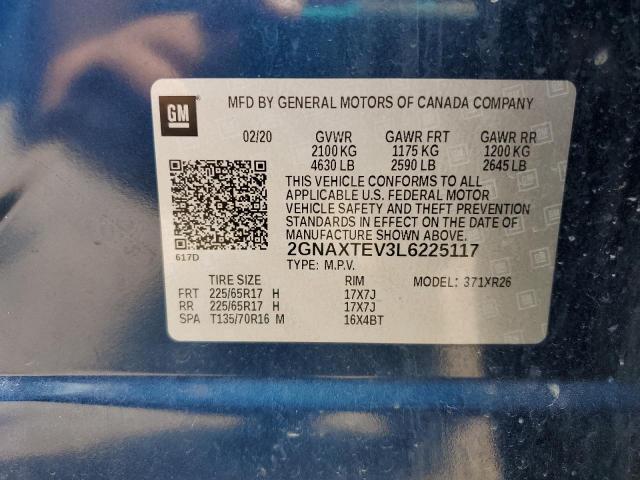 GM
MFD BY GENERAL MOTORS OF CANADA COMPANY
02/20 GVWR GAWR FRT GAWR RR
2100 KG 1175 KG 1200 KG
4630 LB 2590 LB 2645 LB
THIS VEHICLE CONFORMS TO ALL
APPLICABLE U.S. FEDERAL MOTOR
VEHICLE SAFETY AND THEFT PREVENTION
STANDARDS IN EFFECT ON THE DATE OF
MANUFACTURE SHOWN ABOVE.
617D
2GNAXTEV3L6225117
TYPE: M.P.V.
TIRE SIZE RIM MODEL: 371XR26
FRT 225/65R17 H 17X7J
RR 225/65R17 H 17X7J
SPA T135/70R16 M 16X4BT